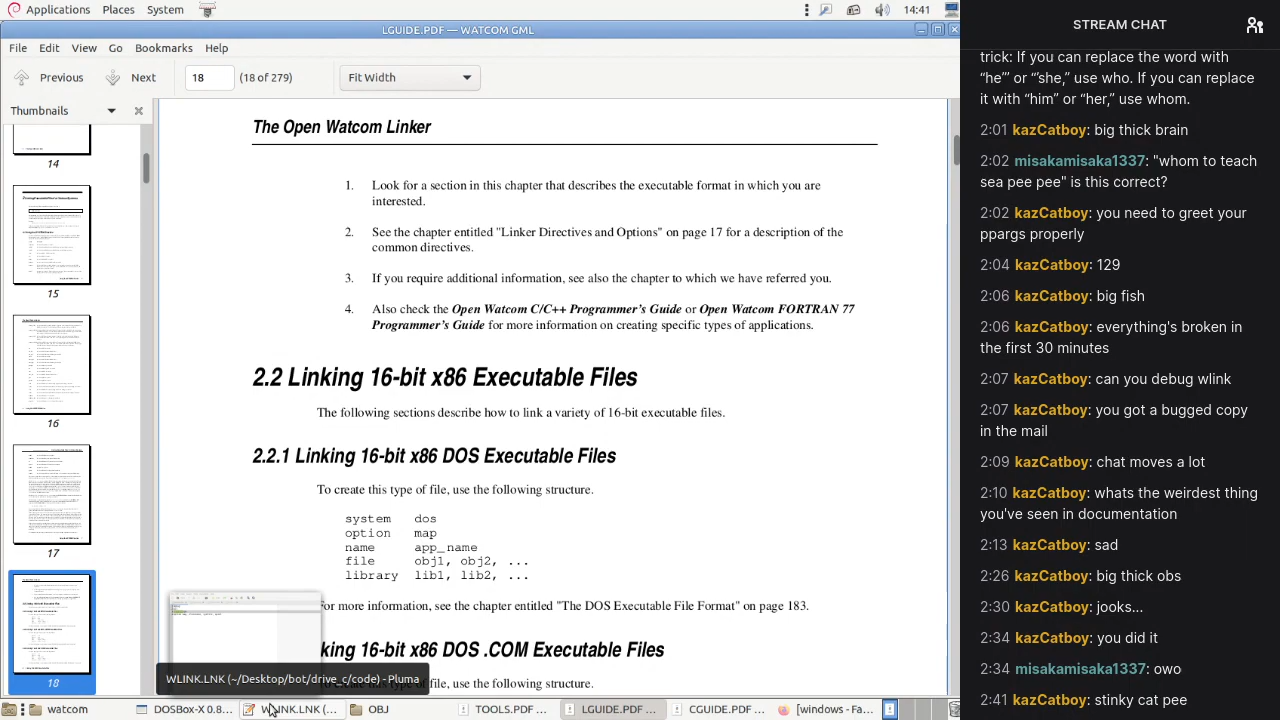 Applications Places System 14:41
LGUIDE.PDF — WATCOM GML
File Edit View Go Bookmarks Help
Previous Next 18 (18 of 279) Fit Width
Thumbnails
14
15
16
17
18
The Open Watcom Linker
1. Look for a section in this chapter that describes the executable format in which you are
interested.
2. See the chapter entitled "Linker Directives and Options" on page 17 for a description of the
common directives.
3. If you require additional information, see also the chapter to which we have referred you.
4. Also check the Open Watcom C/C++ Programmer's Guide or Open Watcom FORTRAN 77
Programmer's Guide for more information on creating specific types of applications.
2.2 Linking 16-bit x86 Executable Files
The following sections describe how to link a variety of 16-bit executable files.
2.2.1 Linking 16-bit x86 DOS Executable Files
To create this type of file, use the following structure.
system dos
option map
name app_name
file obj1, obj2, ...
library lib1, lib2, ...
or more information, see the chapter entitled "The DOS Executable File Format" on page 183.
king 16-bit x86 DOS .COM Executable Files
file, use the following structure.
WLINK.LNK (~/Desktop/bot/drive_c/code) - Pluma
watcom DOSBOX-X 0.8... WLINK.LNK (... TOOLS.PDF ... LGUIDE.PDF ... CGUIDE.PDF ... [windows - Fa...
STREAM CHAT
trick: If you can replace the word with
“he’” or “’she,” use who. If you can replace
it with “him” or “her,” use whom.
2:01 kazCatboy: big thick brain
2:02 misakamisaka1337: "whom to teach
sea pee pee" is this correct?
2:02 kazCatboy: you need to greet your
ppargs properly
2:04 kazCatboy: 129
2:06 kazCatboy: big fish
2:06 kazCatboy: everything's broken in
the first 30 minutes
2:07 kazCatboy: can you debug wlink
2:07 kazCatboy: you got a bugged copy
in the mail
2:09 kazCatboy: chat moves a lot
2:10 kazCatboy: whats the weirdest thing
you've seen in documentation
2:13 kazCatboy: sad
2:26 kazCatboy: big thick obs
2:30 kazCatboy: jooks...
2:34 kazCatboy: you did it
2:34 misakamisaka1337: owo
2:41 kazCatboy: stinky cat pee